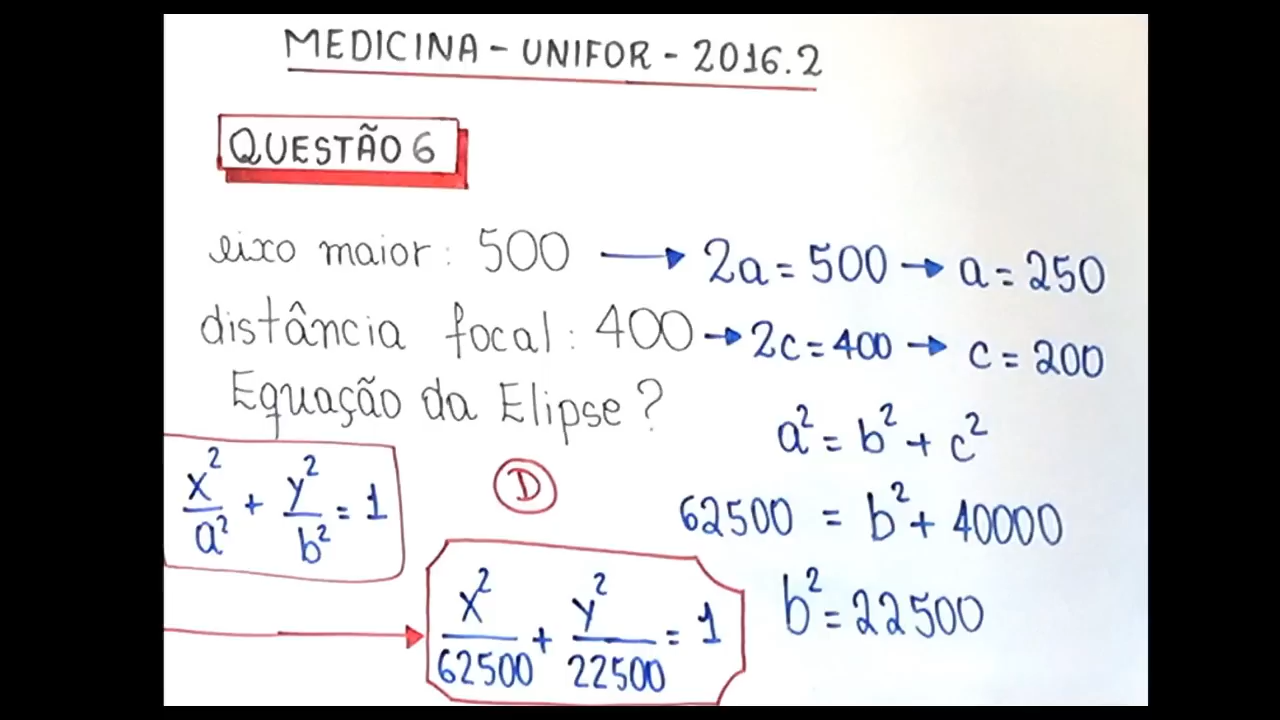 MEDICINA - UNIFOR - 2016.2
QUESTÃO 6
eixo maior: 500 → 2a = 500 → a = 250
distância focal: 400 → 2c = 400 → c = 200
Equação da Elipse?
a² = b² + c²
x²/a² + y²/b² = 1
D
62500 = b² + 40000
b² = 22500
x²/62500 + y²/22500 = 1